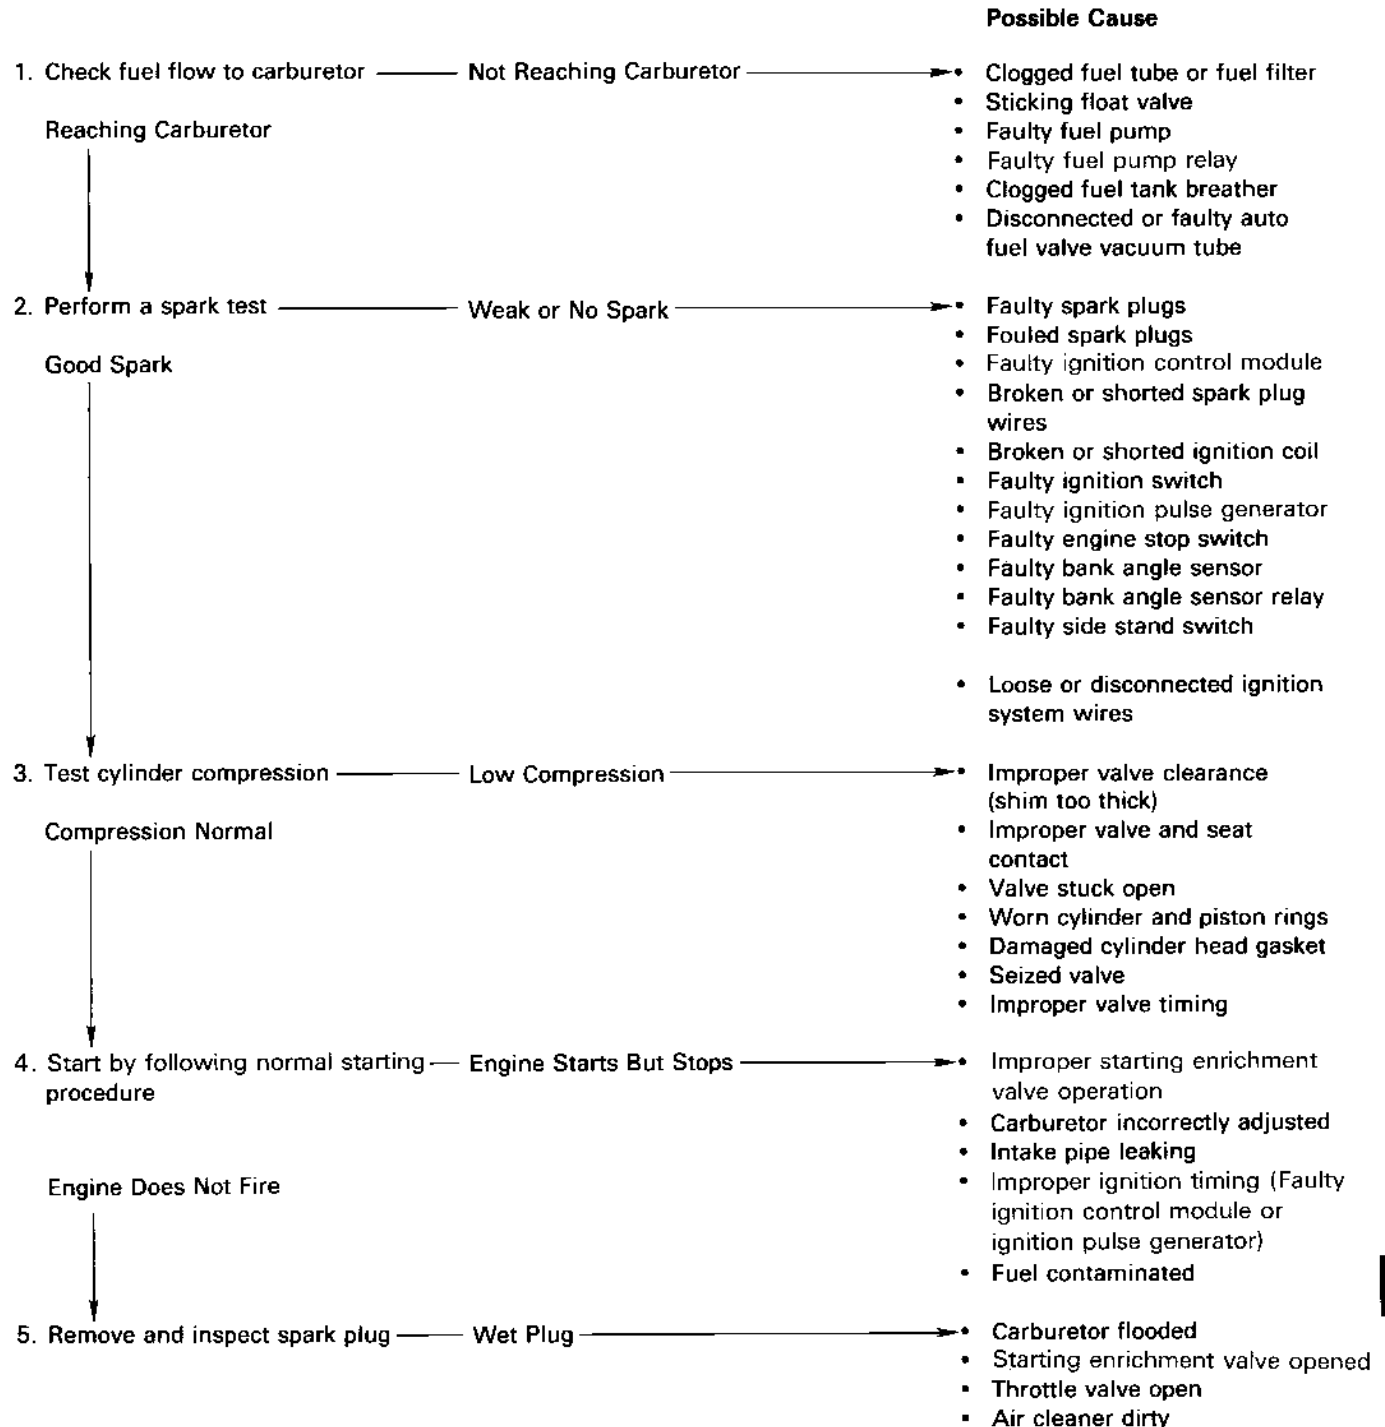 Possible Cause
1. Check fuel flow to carburetor Not Reaching Carburetor • Clogged fuel tube or fuel filter
• Sticking float valve
Reaching Carburetor • Faulty fuel pump
• Faulty fuel pump relay
• Clogged fuel tank breather
• Disconnected or faulty auto
fuel valve vacuum tube
2. Perform a spark test Weak or No Spark • Faulty spark plugs
• Fouled spark plugs
Good Spark • Faulty ignition control module
• Broken or shorted spark plug
wires
• Broken or shorted ignition coil
• Faulty ignition switch
• Faulty ignition pulse generator
• Faulty engine stop switch
• Faulty bank angle sensor
• Faulty bank angle sensor relay
• Faulty side stand switch
• Loose or disconnected ignition
system wires
3. Test cylinder compression Low Compression • Improper valve clearance
(shim too thick)
Compression Normal • Improper valve and seat
contact
• Valve stuck open
• Worn cylinder and piston rings
• Damaged cylinder head gasket
• Seized valve
• Improper valve timing
4. Start by following normal starting Engine Starts But Stops • Improper starting enrichment
procedure valve operation
• Carburetor incorrectly adjusted
• Intake pipe leaking
Engine Does Not Fire • Improper ignition timing (Faulty
ignition control module or
ignition pulse generator)
• Fuel contaminated
5. Remove and inspect spark plug Wet Plug • Carburetor flooded
• Starting enrichment valve opened
• Throttle valve open
• Air cleaner dirty